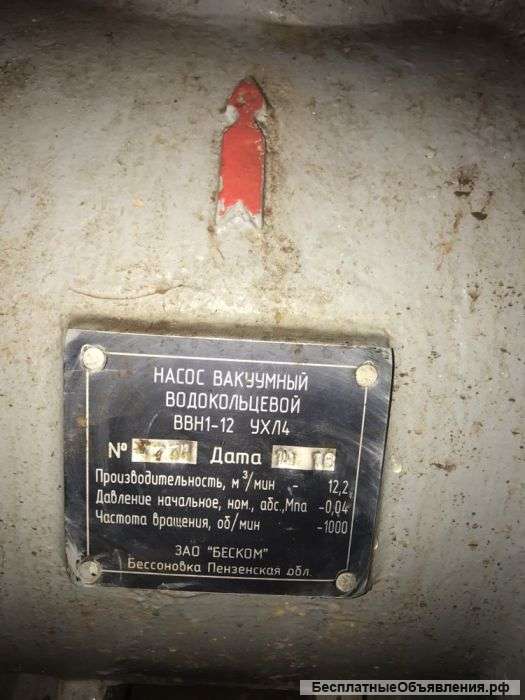 НАСОС ВАКУУМНЫЙ
ВОДОКОЛЬЦЕВОЙ
ВВН1-12 УХЛ4
№ Дата
Производительность, м³/мин - 12,2
Давление начальное, ном., абс.,Мпа -0,04
Частота вращения, об/мин -1000
ЗАО "БЕСКОМ"
Бессоновка Пензенская обл.
БесплатныеОбъявления.рф